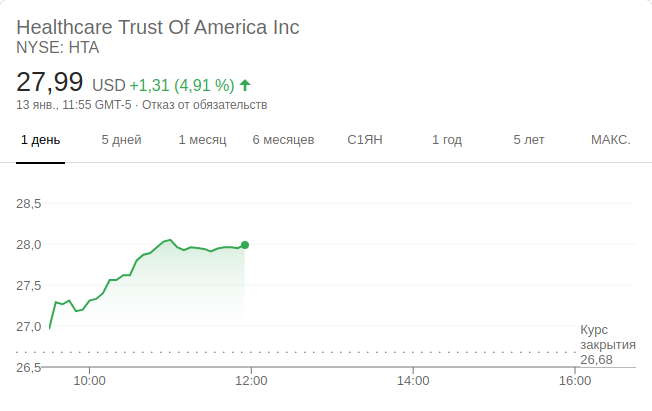 Healthcare Trust Of America Inc
NYSE: HTA
27,99 USD +1,31 (4,91 %)
13 янв., 11:55 GMT-5 · Отказ от обязательств
1 день 5 дней 1 месяц 6 месяцев С1ЯН 1 год 5 лет МАКС.
28,5
28,0
27,5
27,0
Курс
закрытия
26,68
26,5
10:00 12:00 14:00 16:00